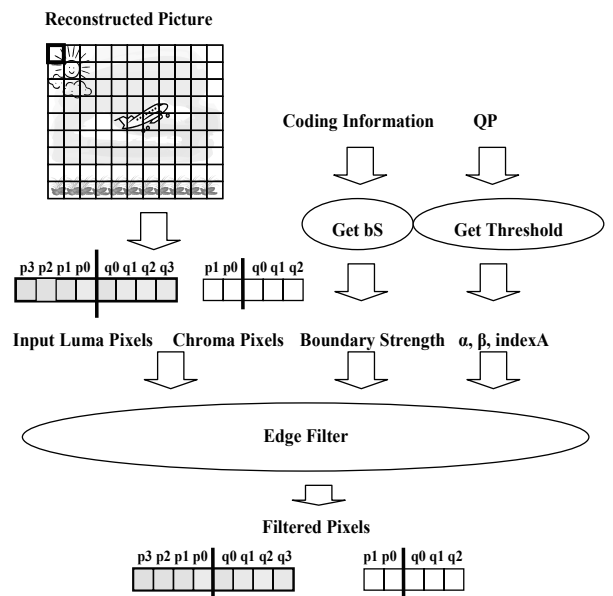 Reconstructed Picture
Coding Information QP
Get bS Get Threshold
p3 p2 p1 p0 q0 q1 q2 q3 p1 p0 q0 q1 q2
Input Luma Pixels Chroma Pixels Boundary Strength α, β, indexA
Edge Filter
Filtered Pixels
p3 p2 p1 p0 q0 q1 q2 q3 p1 p0 q0 q1 q2